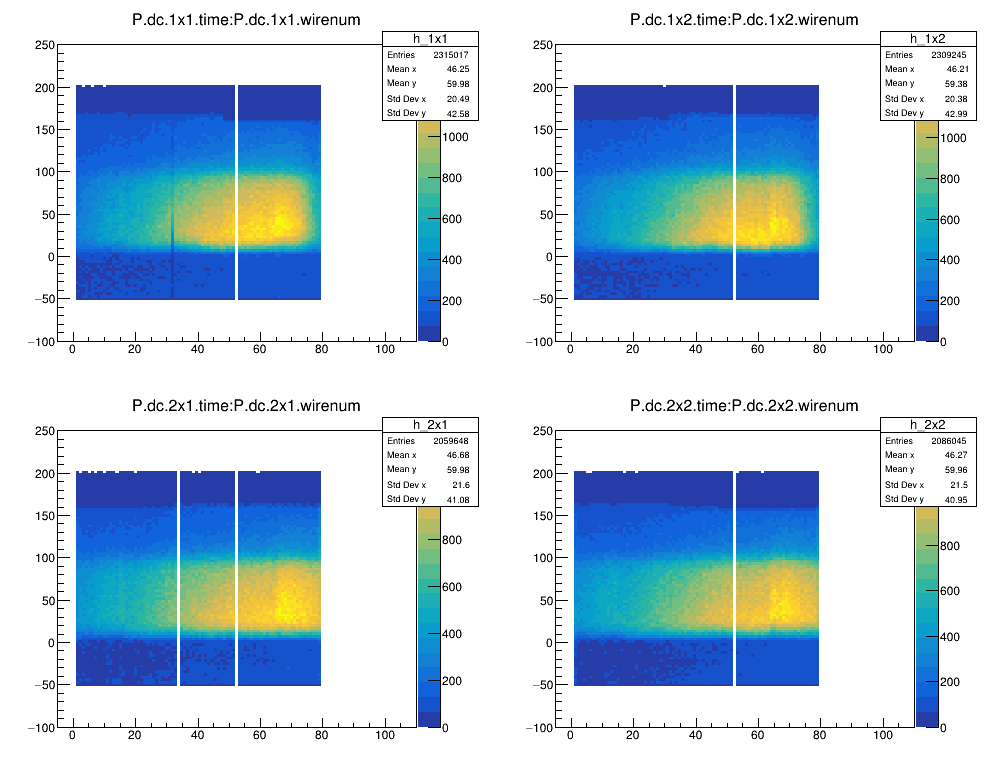 P.dc.1x1.time:P.dc.1x1.wirenum
h_1x1
Entries 2315017
Mean x 46.25
Mean y 59.98
Std Dev x 20.49
Std Dev y 42.58
250
200
150
100
50
0
−50
−100
0 20 40 60 80 100
1000
800
600
400
200
0
P.dc.1x2.time:P.dc.1x2.wirenum
h_1x2
Entries 2309245
Mean x 46.21
Mean y 59.38
Std Dev x 20.38
Std Dev y 42.99
250
200
150
100
50
0
−50
−100
0 20 40 60 80 100
1000
800
600
400
200
0
P.dc.2x1.time:P.dc.2x1.wirenum
h_2x1
Entries 2059648
Mean x 46.68
Mean y 59.98
Std Dev x 21.6
Std Dev y 41.08
250
200
150
100
50
0
−50
−100
0 20 40 60 80 100
800
600
400
200
0
P.dc.2x2.time:P.dc.2x2.wirenum
h_2x2
Entries 2086045
Mean x 46.27
Mean y 59.96
Std Dev x 21.5
Std Dev y 40.95
250
200
150
100
50
0
−50
−100
0 20 40 60 80 100
800
600
400
200
0